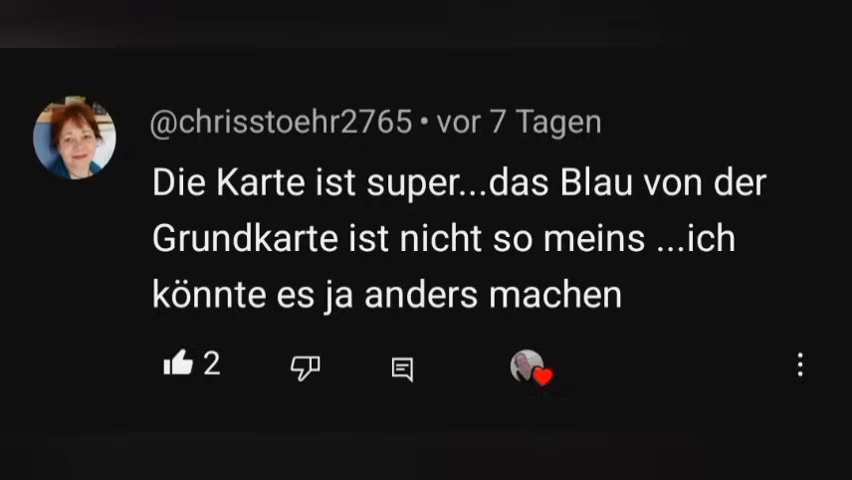 @chrisstoehr2765 • vor 7 Tagen
Die Karte ist super...das Blau von der
Grundkarte ist nicht so meins ...ich
könnte es ja anders machen
2